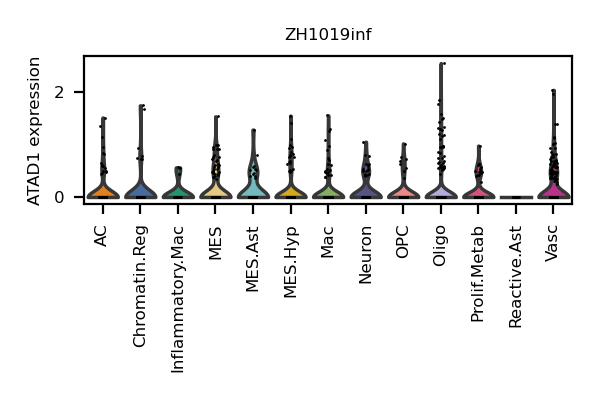 ZH1019inf
ATAD1 expression
2
0
AC
Chromatin.Reg
Inflammatory.Mac
MES
MES.Ast
MES.Hyp
Mac
Neuron
OPC
Oligo
Prolif.Metab
Reactive.Ast
Vasc